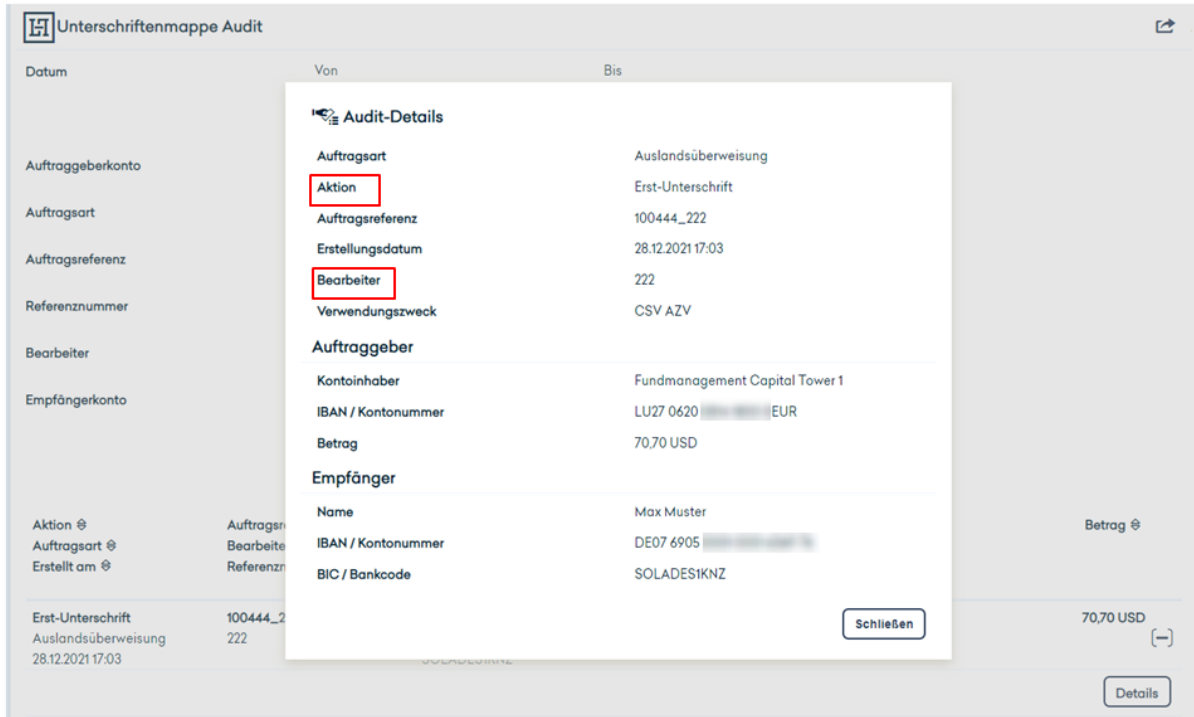 Unterschriftenmappe Audit
Datum Von Bis
Audit-Details
Auftragsart Auslandsüberweisung
Auftraggeberkonto
Aktion Erst-Unterschrift
Auftragsart
Auftragsreferenz 100444_222
Erstellungsdatum 28.12.2021 17:03
Auftragsreferenz
Bearbeiter 222
Referenznummer
Verwendungszweck CSV AZV
Auftraggeber
Bearbeiter
Kontoinhaber Fundmanagement Capital Tower 1
Empfängerkonto
IBAN / Kontonummer LU27 0620 EUR
Betrag 70,70 USD
Empfänger
Name Max Muster
Aktion Betrag
IBAN / Kontonummer DE07 6905
Auftragsart
Erstellt am
BIC / Bankcode SOLADES1KNZ
Erst-Unterschrift 70,70 USD
Schließen
Auslandsüberweisung 222
28.12.2021 17:03
Details